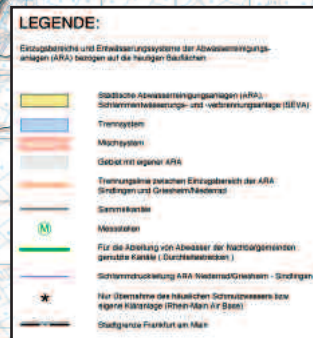 LEGENDE:
Einzugsbereiche und Entwässerungssysteme der Abwasserreinigungs-
anlagen (ARA) bezogen auf die heutigen Bauflächen
Städtische Abwasserreinigungsanlagen (ARA),
Schlammentwässerungs- und -verbrennungsanlage (SEVA)
Trennsystem
Mischsystem
Gebiet mit eigener ARA
Trennungslinie zwischen Einzugsbereich der ARA
Sindlingen und Griesheim/Niederrad
Sammelkanäle
M
Messstellen
Für die Ableitung von Abwasser der Nachbargemeinden
genutzte Kanäle ( Durchleitestrecken )
Schlammdruckleitung ARA Niederrad/Griesheim - Sindlingen
* Nur Übernahme des häuslichen Schmutzwassers bzw.
eigene Kläranlage (Rhein-Main Air Base)
Stadtgrenze Frankfurt am Main